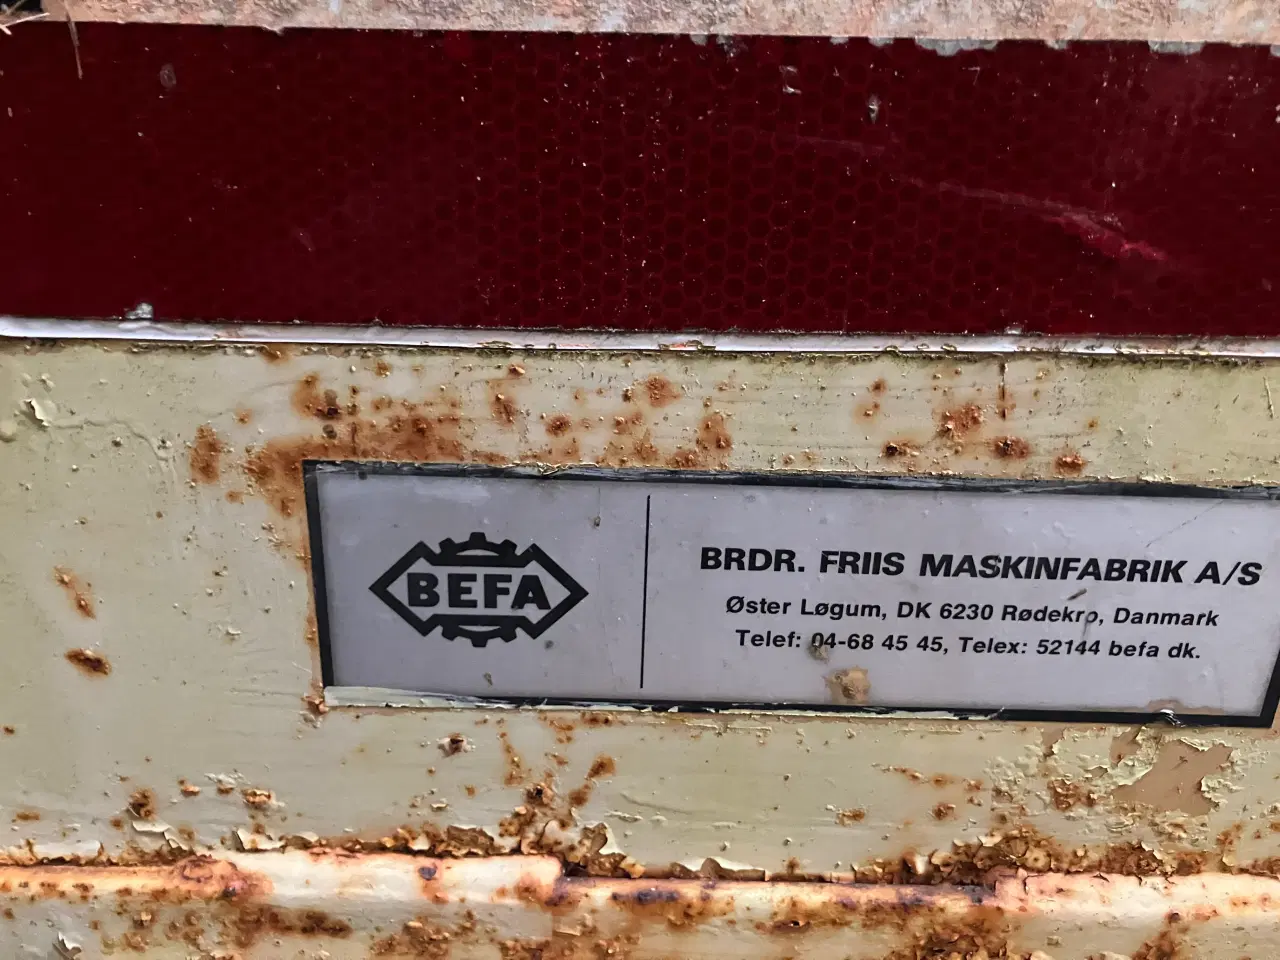 BEFA
BRDR. FRIIS MASKINFABRIK A/S
Øster Løgum, DK 6230 Rødekro, Danmark
Telef: 04-68 45 45, Telex: 52144 befa dk.